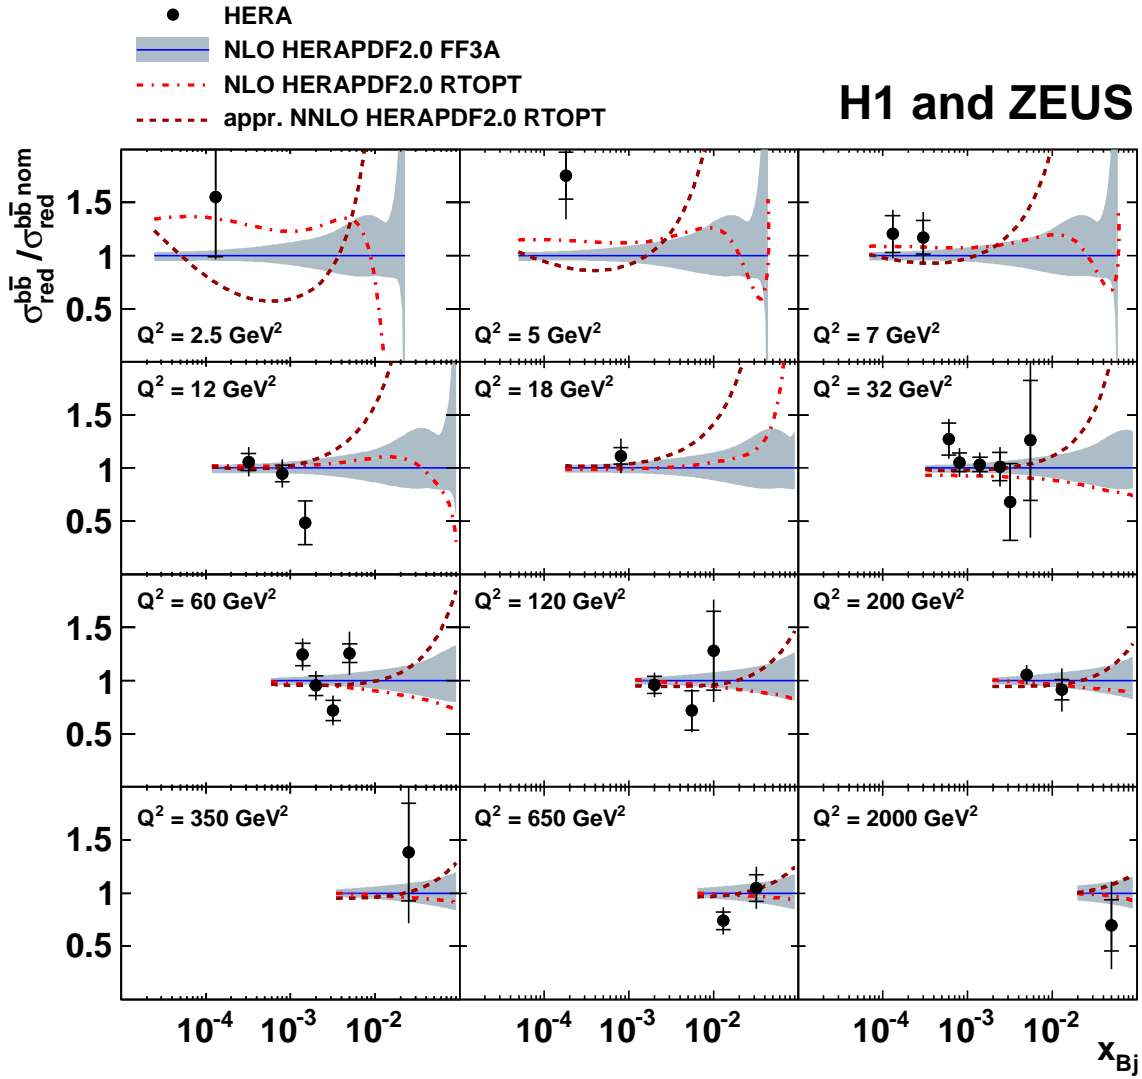 HERA
NLO HERAPDF2.0 FF3A
NLO HERAPDF2.0 RTOPT
appr. NNLO HERAPDF2.0 RTOPT
H1 and ZEUS
σ_red^{bb̄} / σ_red^{bb̄ nom}
1.5
1
0.5
Q² = 2.5 GeV²
Q² = 5 GeV²
Q² = 7 GeV²
1.5
1
0.5
Q² = 12 GeV²
Q² = 18 GeV²
Q² = 32 GeV²
1.5
1
0.5
Q² = 60 GeV²
Q² = 120 GeV²
Q² = 200 GeV²
1.5
1
0.5
Q² = 350 GeV²
Q² = 650 GeV²
Q² = 2000 GeV²
10⁻⁴ 10⁻³ 10⁻² 10⁻⁴ 10⁻³ 10⁻² 10⁻⁴ 10⁻³ 10⁻²
x_Bj